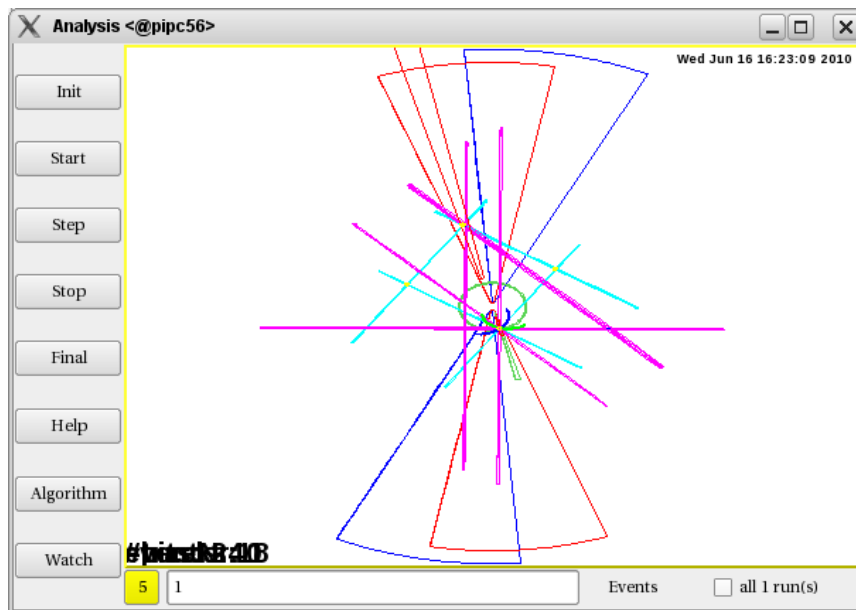 Analysis <@pipc56>
Wed Jun 16 16:23:09 2010
Init
Start
Step
Stop
Final
Help
Algorithm
Watch
5
1
Events
all 1 run(s)